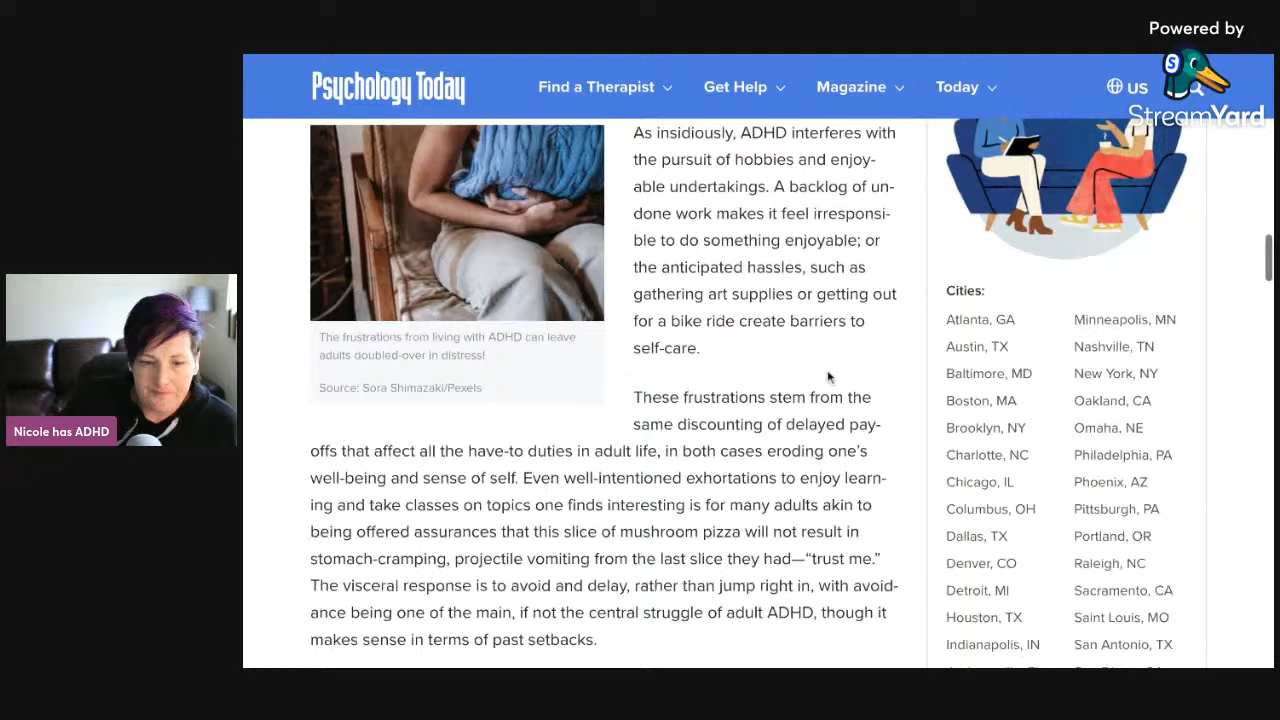 Powered by
StreamYard
Psychology Today
Find a Therapist
Get Help
Magazine
Today
US
As insidiously, ADHD interferes with
the pursuit of hobbies and enjoy-
able undertakings. A backlog of un-
done work makes it feel irresponsi-
ble to do something enjoyable; or
the anticipated hassles, such as
gathering art supplies or getting out
for a bike ride create barriers to
self-care.
The frustrations from living with ADHD can leave
adults doubled-over in distress!
Source: Sora Shimazaki/Pexels
These frustrations stem from the
same discounting of delayed pay-
offs that affect all the have-to duties in adult life, in both cases eroding one's
well-being and sense of self. Even well-intentioned exhortations to enjoy learn-
ing and take classes on topics one finds interesting is for many adults akin to
being offered assurances that this slice of mushroom pizza will not result in
stomach-cramping, projectile vomiting from the last slice they had—“trust me.”
The visceral response is to avoid and delay, rather than jump right in, with avoid-
ance being one of the main, if not the central struggle of adult ADHD, though it
makes sense in terms of past setbacks.
Cities:
Atlanta, GA
Austin, TX
Baltimore, MD
Boston, MA
Brooklyn, NY
Charlotte, NC
Chicago, IL
Columbus, OH
Dallas, TX
Denver, CO
Detroit, MI
Houston, TX
Indianapolis, IN
Minneapolis, MN
Nashville, TN
New York, NY
Oakland, CA
Omaha, NE
Philadelphia, PA
Phoenix, AZ
Pittsburgh, PA
Portland, OR
Raleigh, NC
Sacramento, CA
Saint Louis, MO
San Antonio, TX
Nicole has ADHD